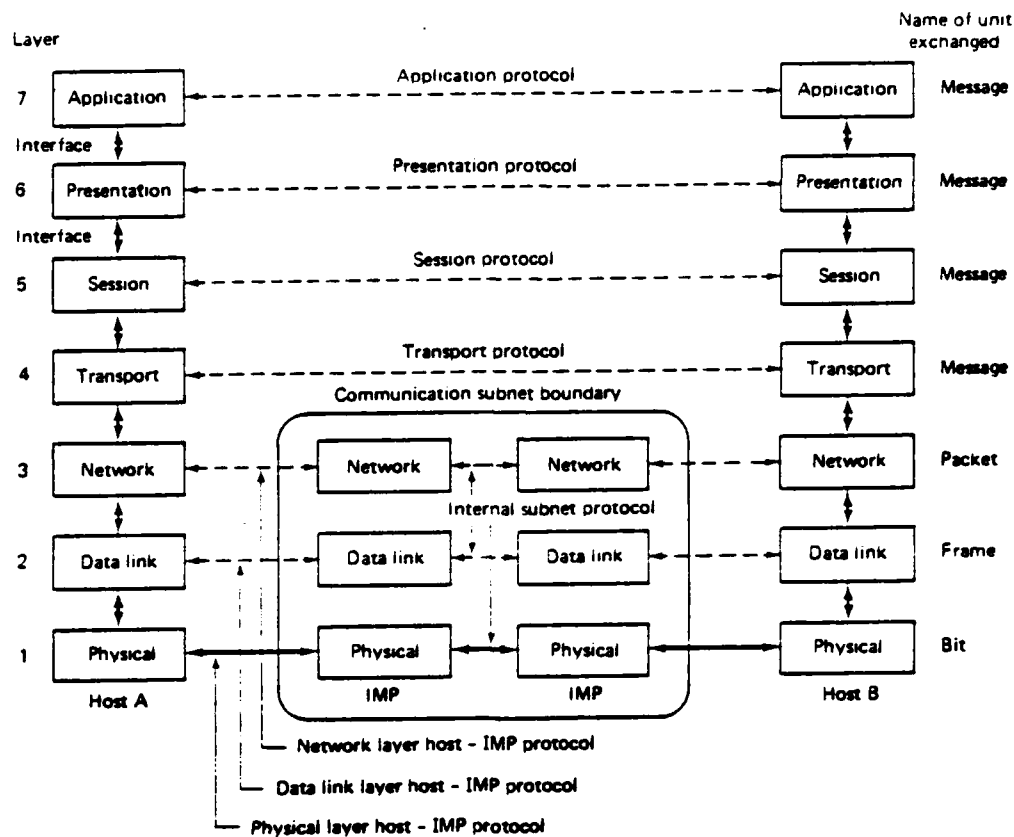 Layer
Name of unit
exchanged
Application protocol
7 Application Application Message
Interface
Presentation protocol
6 Presentation Presentation Message
Interface
Session protocol
5 Session Session Message
Transport protocol
4 Transport Transport Message
Communication subnet boundary
3 Network Network Network Network Packet
Internal subnet protocol
2 Data link Data link Data link Data link Frame
1 Physical Physical Physical Physical Bit
Host A IMP IMP Host B
Network layer host - IMP protocol
Data link layer host - IMP protocol
Physical layer host - IMP protocol